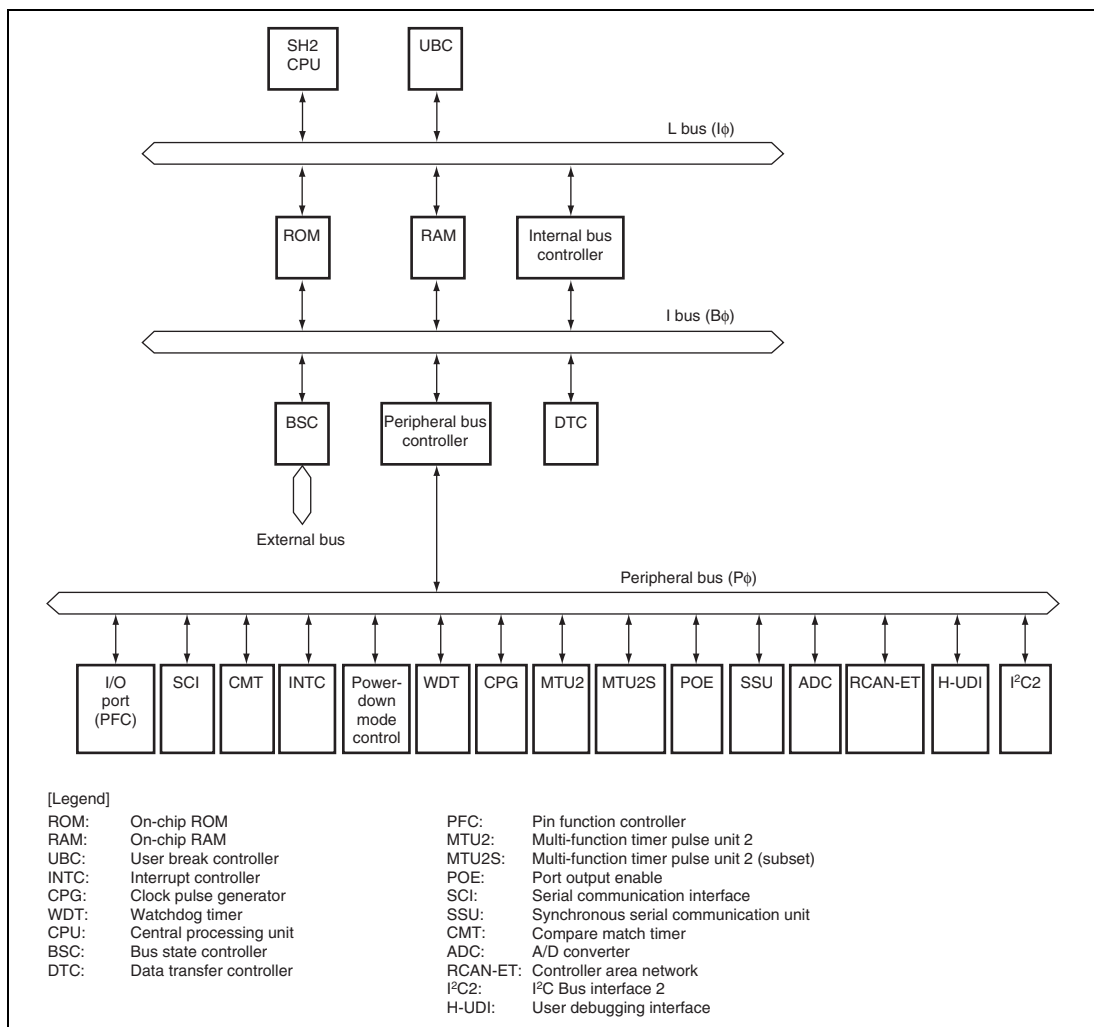 SH2
CPU
UBC
L bus (Iϕ)
ROM
RAM
Internal bus
controller
I bus (Bϕ)
BSC
Peripheral bus
controller
DTC
External bus
Peripheral bus (Pϕ)
I/O
port
(PFC)
SCI
CMT
INTC
Power-
down
mode
control
WDT
CPG
MTU2
MTU2S
POE
SSU
ADC
RCAN-ET
H-UDI
I²C2
[Legend]
ROM: On-chip ROM
RAM: On-chip RAM
UBC: User break controller
INTC: Interrupt controller
CPG: Clock pulse generator
WDT: Watchdog timer
CPU: Central processing unit
BSC: Bus state controller
DTC: Data transfer controller
PFC: Pin function controller
MTU2: Multi-function timer pulse unit 2
MTU2S: Multi-function timer pulse unit 2 (subset)
POE: Port output enable
SCI: Serial communication interface
SSU: Synchronous serial communication unit
CMT: Compare match timer
ADC: A/D converter
RCAN-ET: Controller area network
I²C2: I²C Bus interface 2
H-UDI: User debugging interface